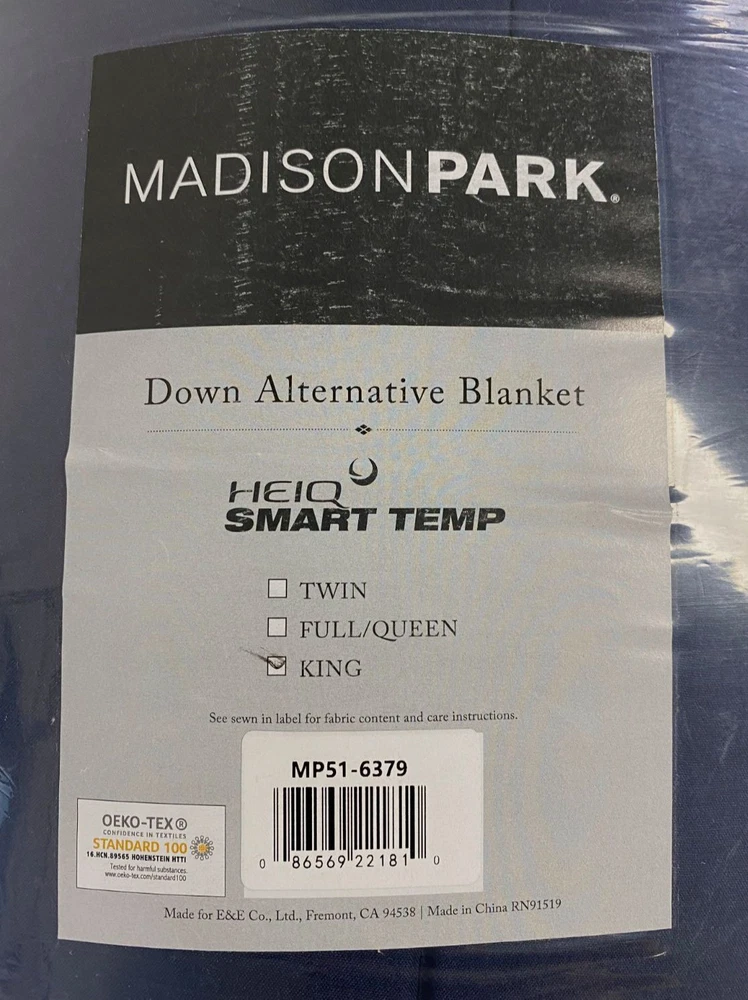 MADISONPARK®
Down Alternative Blanket
HEIQ
SMART TEMP
TWIN
FULL/QUEEN
KING
See sewn in label for fabric content and care instructions.
MP51-6379
0 86569 22181 0
OEKO-TEX®
CONFIDENCE IN TEXTILES
STANDARD 100
16.HCN.89565 HOHENSTEIN HTTI
Tested for harmful substances.
www.oeko-tex.com/standard100
Made for E&E Co., Ltd., Fremont, CA 94538 | Made in China RN91519